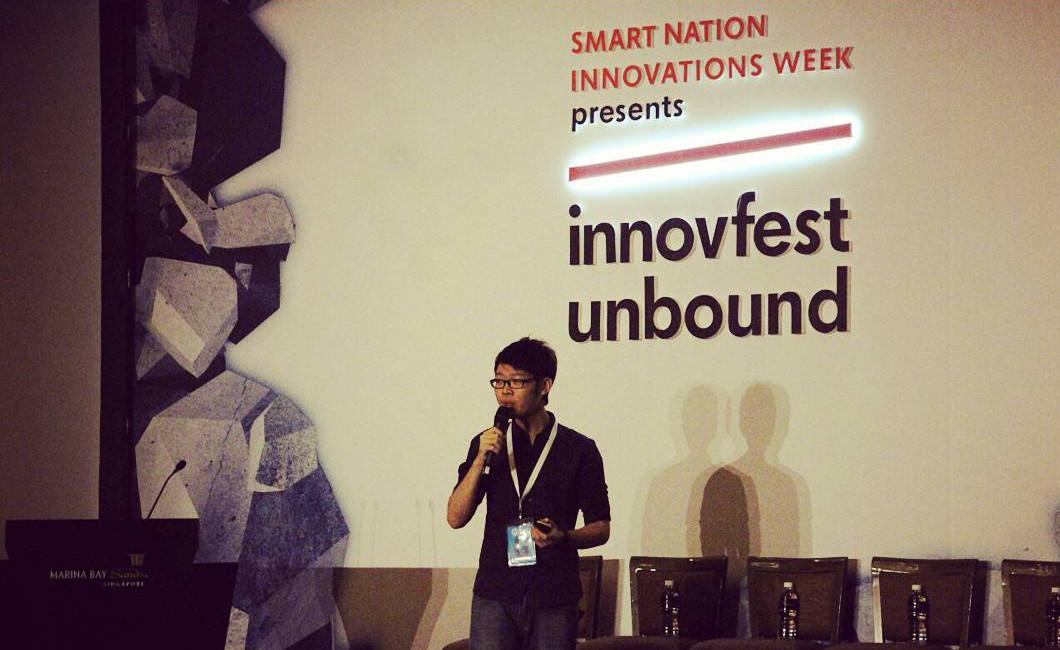 SMART NATION
INNOVATIONS WEEK
presents
innovfest
unbound
MARINA BAY Sands
SINGAPORE